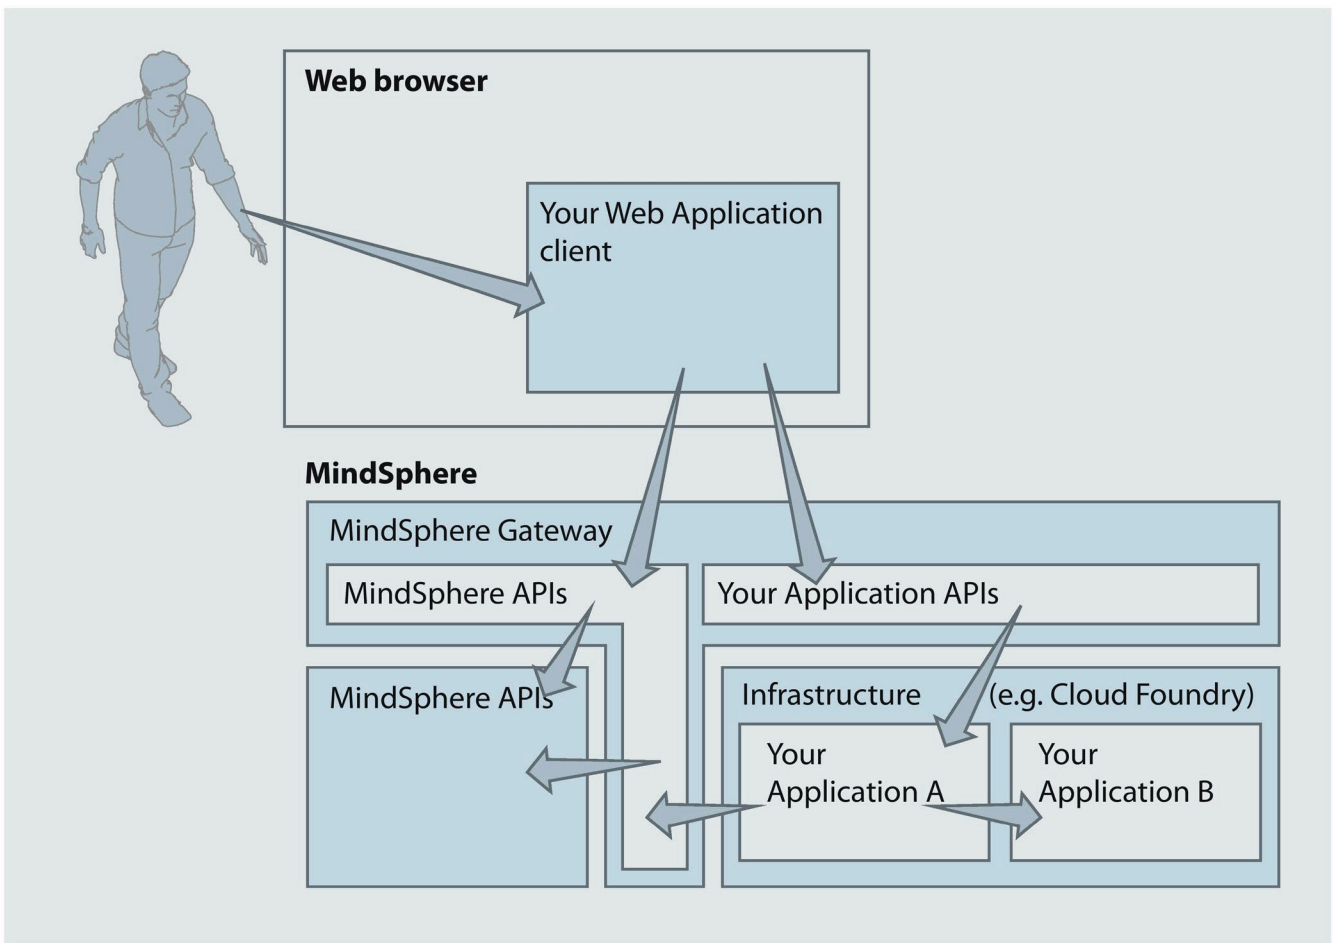 Web browser
Your Web Application
client
MindSphere
MindSphere Gateway
MindSphere APIs
Your Application APIs
MindSphere APIs
Infrastructure (e.g. Cloud Foundry)
Your
Application A
Your
Application B